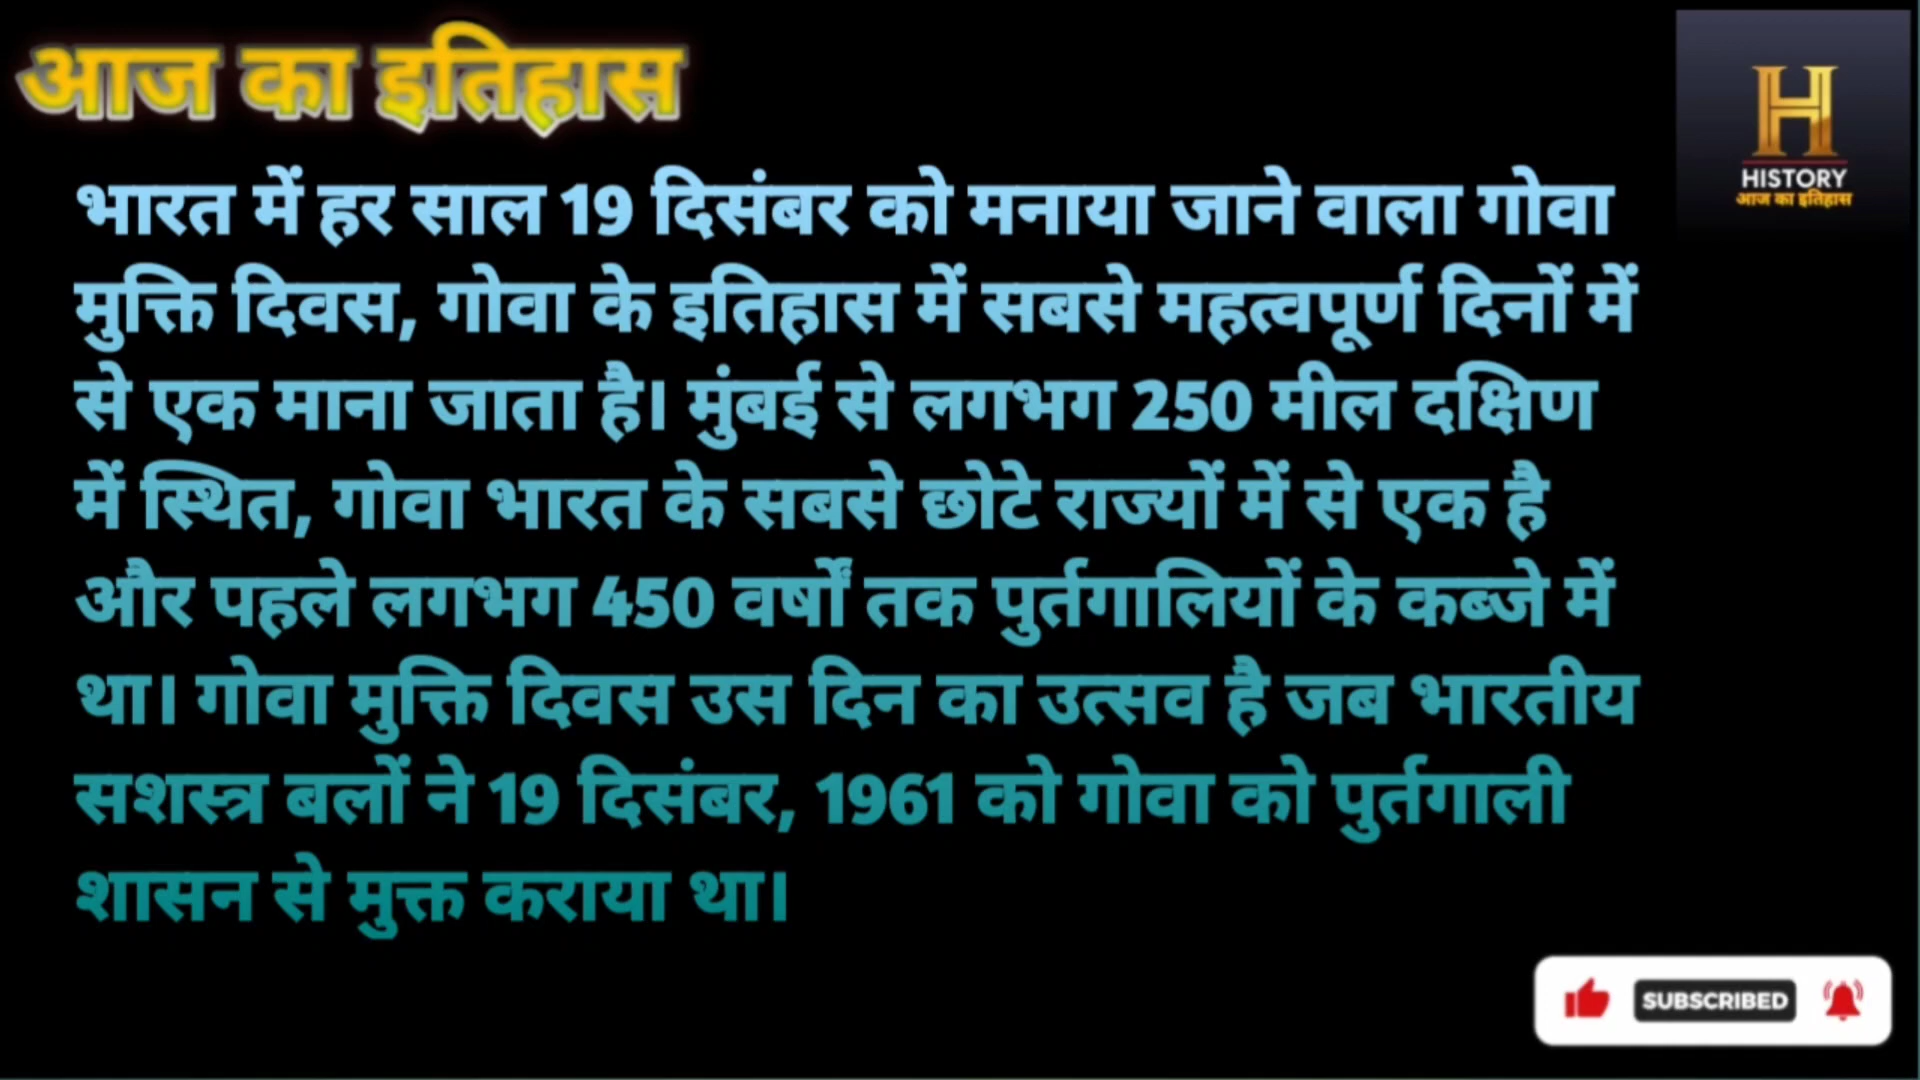 आज का इतिहास
HISTORY
आज का इतिहास
भारत में हर साल 19 दिसंबर को मनाया जाने वाला गोवा
मुक्ति दिवस, गोवा के इतिहास में सबसे महत्वपूर्ण दिनों में
से एक माना जाता है। मुंबई से लगभग 250 मील दक्षिण
में स्थित, गोवा भारत के सबसे छोटे राज्यों में से एक है
और पहले लगभग 450 वर्षों तक पुर्तगालियों के कब्जे में
था। गोवा मुक्ति दिवस उस दिन का उत्सव है जब भारतीय
सशस्त्र बलों ने 19 दिसंबर, 1961 को गोवा को पुर्तगाली
शासन से मुक्त कराया था।
SUBSCRIBED